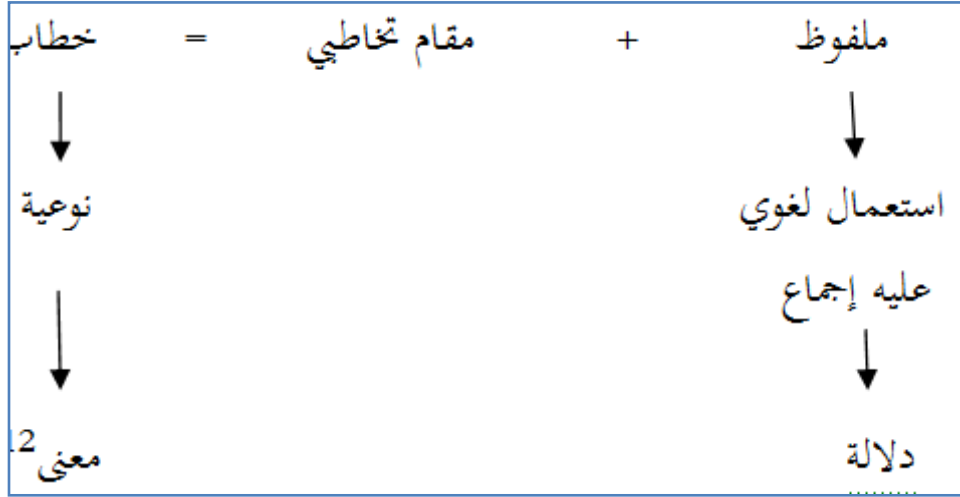 ملفوظ + مقام تخاطبي = خطاب
استعمال لغوي نوعية
عليه إجماع
دلالة معنى12